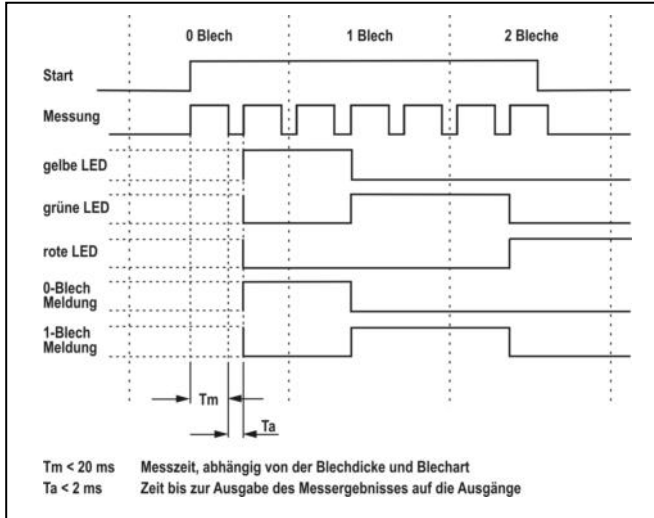 0 Blech 1 Blech 2 Bleche
Start
Messung
gelbe LED
grüne LED
rote LED
0-Blech
Meldung
1-Blech
Meldung
Tm
Ta
Tm < 20 ms Messzeit, abhängig von der Blechdicke und Blechart
Ta < 2 ms Zeit bis zur Ausgabe des Messergebnisses auf die Ausgänge